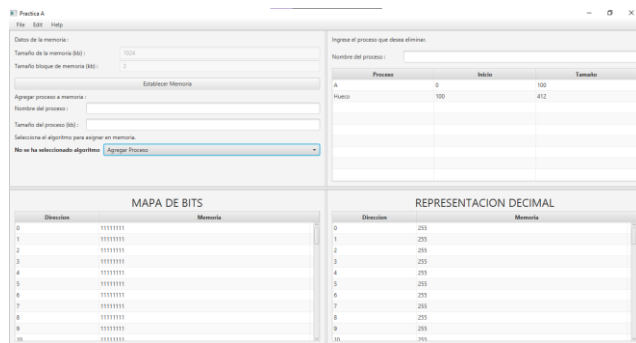 Practica A
File Edit Help
Datos de la memoria :
Tamaño de la memoria (kb) : 1024
Tamaño bloque de memoria (kb) : 2
Establecer Memoria
Agregar proceso a memoria :
Nombre del proceso :
Tamaño del proceso (kb) :
Selecciona el algoritmo para asignar en memoria.
No se ha seleccionado algoritmo Agregar Proceso
Ingrese el proceso que desea eliminar.
Nombre del proceso :
Proceso Inicio Tamaño
A 0 100
Hueco 100 412
MAPA DE BITS
Direccion Memoria
0 11111111
1 11111111
2 11111111
3 11111111
4 11111111
5 11111111
6 11111111
7 11111111
8 11111111
9 11111111
10 11111111
REPRESENTACION DECIMAL
Direccion Memoria
0 255
1 255
2 255
3 255
4 255
5 255
6 255
7 255
8 255
9 255
10 255